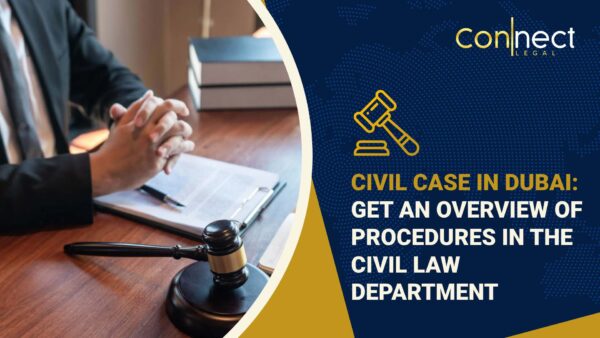 connect
LEGAL
CIVIL CASE IN DUBAI:
GET AN OVERVIEW OF
PROCEDURES IN THE
CIVIL LAW
DEPARTMENT